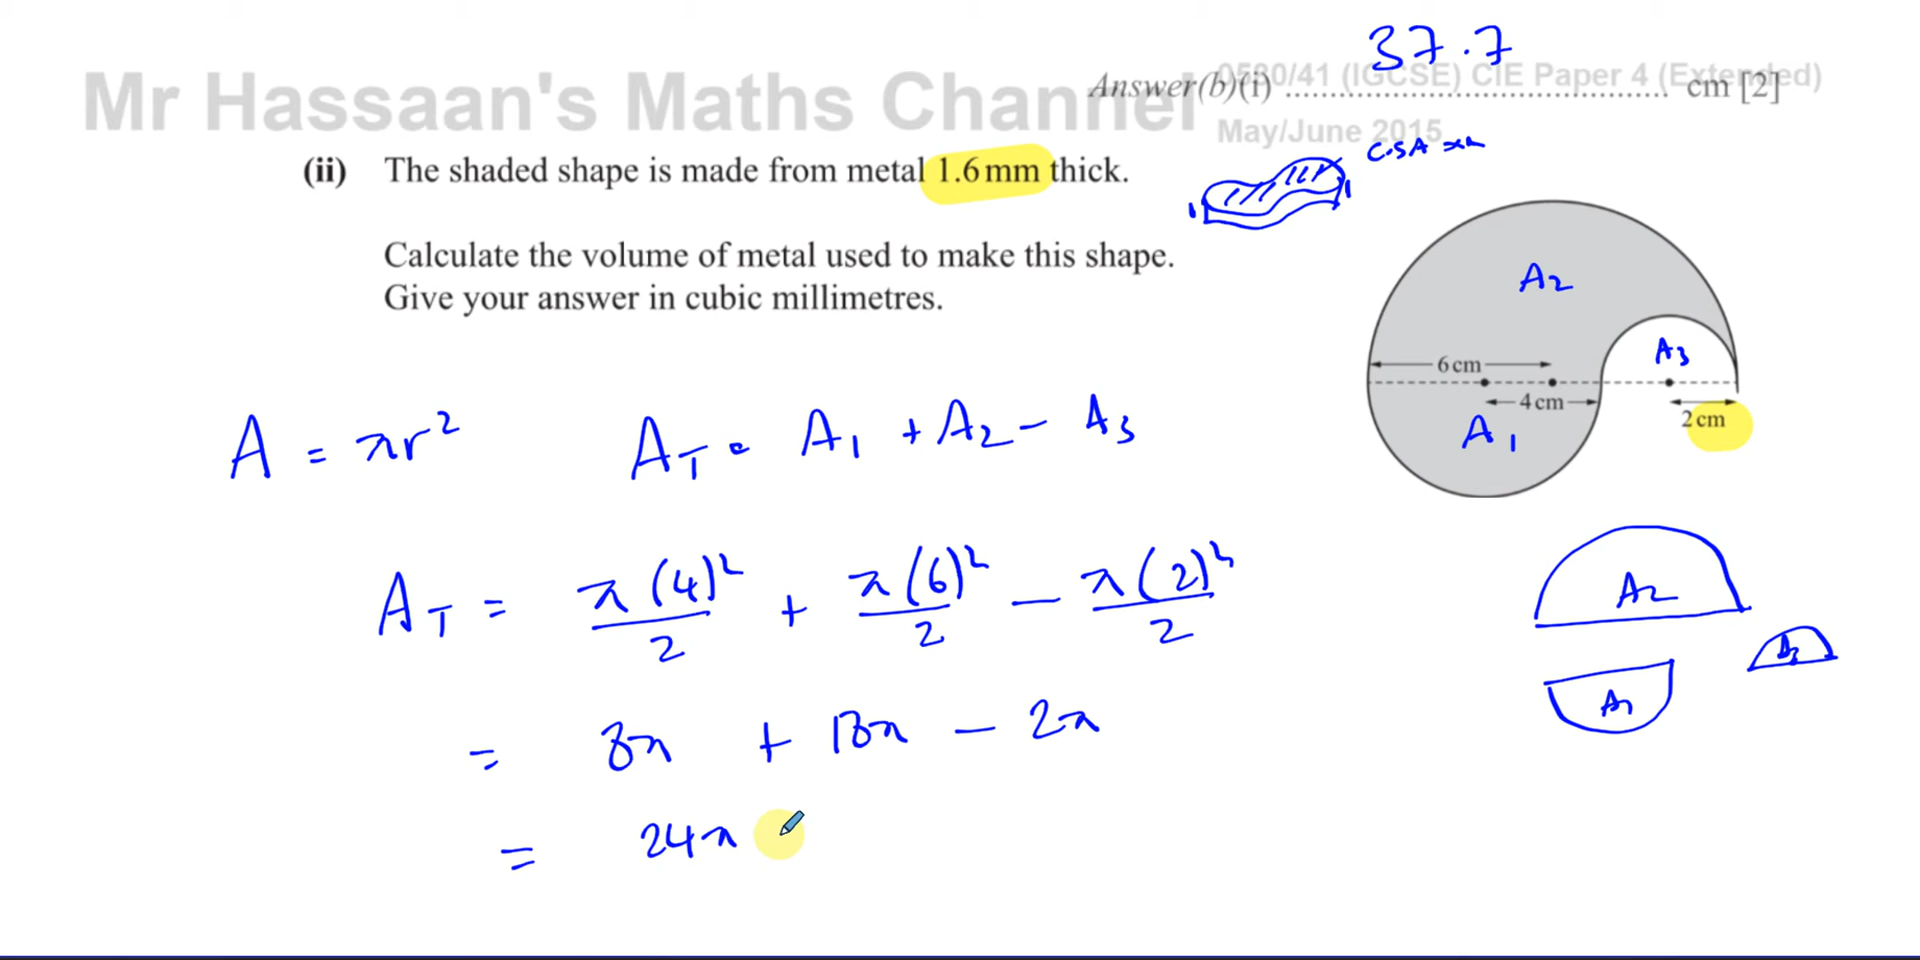 37.7
Mr Hassaan's Maths Channel
0580/41 (IGCSE) CIE Paper 4 (Extended)
May/June 2015
Answer(b)(i) ........................................ cm [2]
(ii) The shaded shape is made from metal 1.6 mm thick.
CSA xL
Calculate the volume of metal used to make this shape.
Give your answer in cubic millimetres.
A2
A3
6 cm
4 cm
2 cm
A1
A = πr²
A_T = A1 + A2 - A3
A_T = π(4)²/2 + π(6)²/2 - π(2)²/2
A2
A3
A1
= 8π + 18π - 2π
= 24π